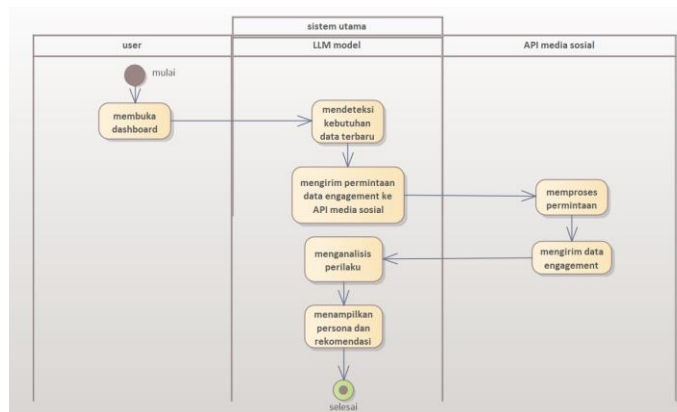 sistem utama
user
LLM model
API media sosial
mulai
membuka
dashboard
mendeteksi
kebutuhan
data terbaru
mengirim permintaan
data engagement ke
API media sosial
memproses
permintaan
mengirim data
engagement
menganalisis
perilaku
menampilkan
persona dan
rekomendasi
selesai